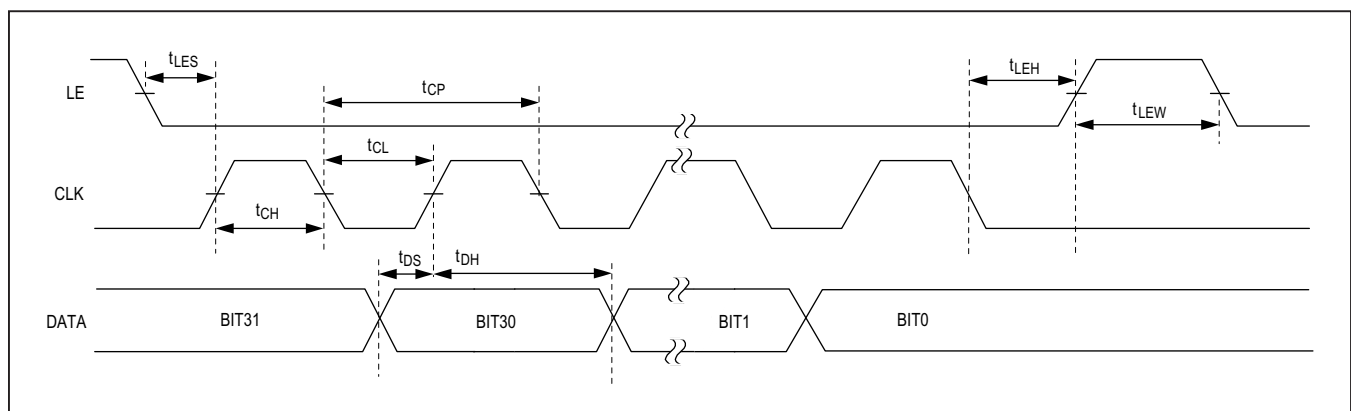 tLES
tCP
tLEH
LE
tLEW
tCL
CLK
tCH
tDS
tDH
DATA
BIT31
BIT30
BIT1
BIT0